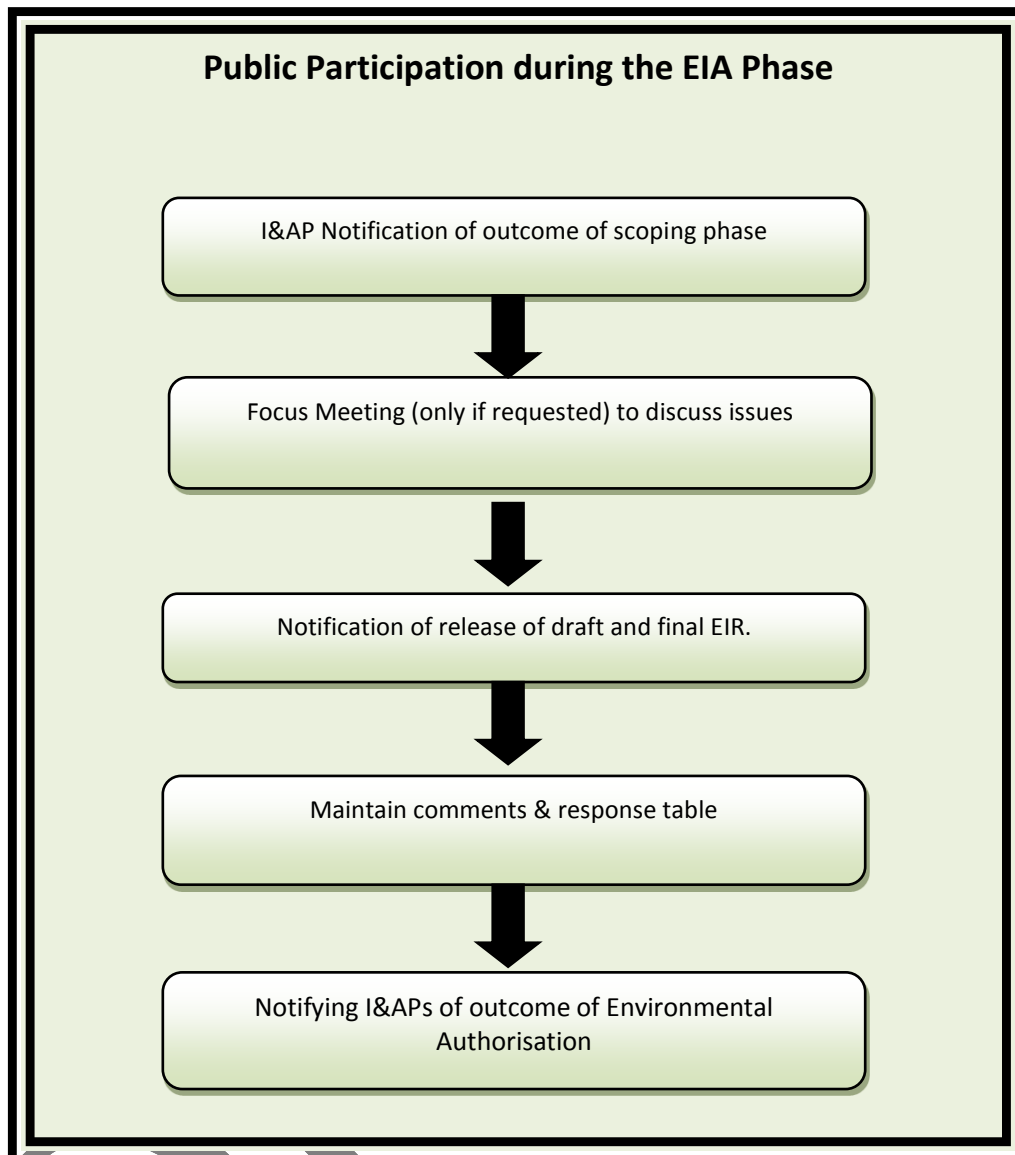 Public Participation during the EIA Phase
I&AP Notification of outcome of scoping phase
Focus Meeting (only if requested) to discuss issues
Notification of release of draft and final EIR.
Maintain comments & response table
Notifying I&APs of outcome of Environmental
Authorisation